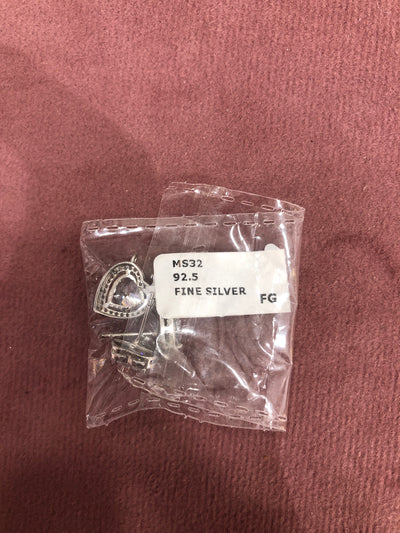 MS32
92.5
FINE SILVER
FG